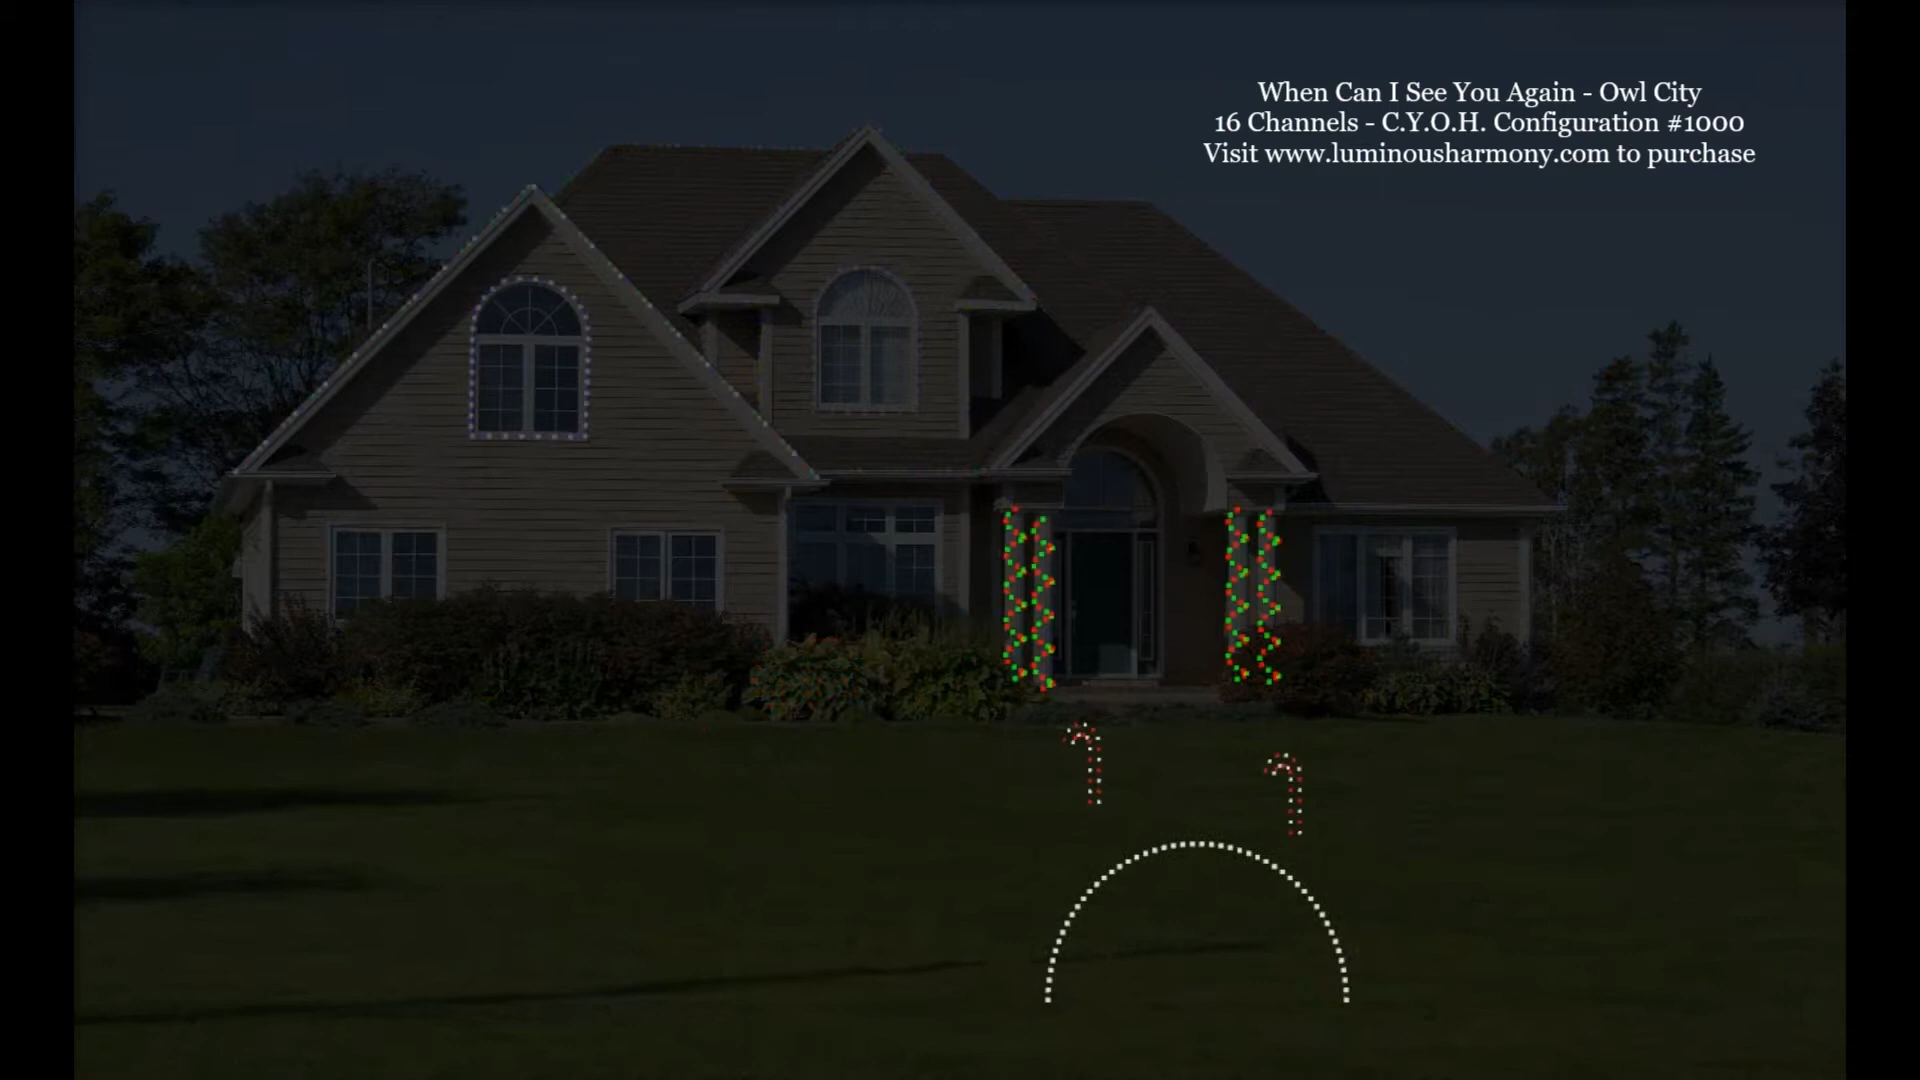 When Can I See You Again - Owl City
16 Channels - C.Y.O.H. Configuration #1000
Visit www.luminousharmony.com to purchase